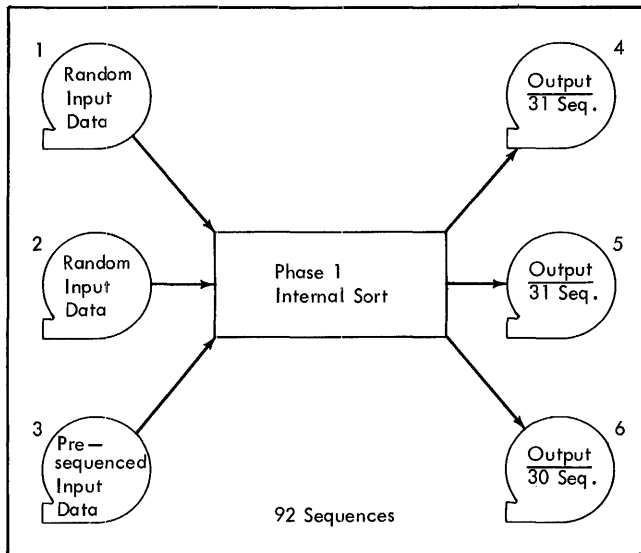 1
Random
Input
Data
2
Random
Input
Data
3
Pre-
sequenced
Input
Data
Phase 1
Internal Sort
92 Sequences
4
Output
31 Seq.
5
Output
31 Seq.
6
Output
30 Seq.